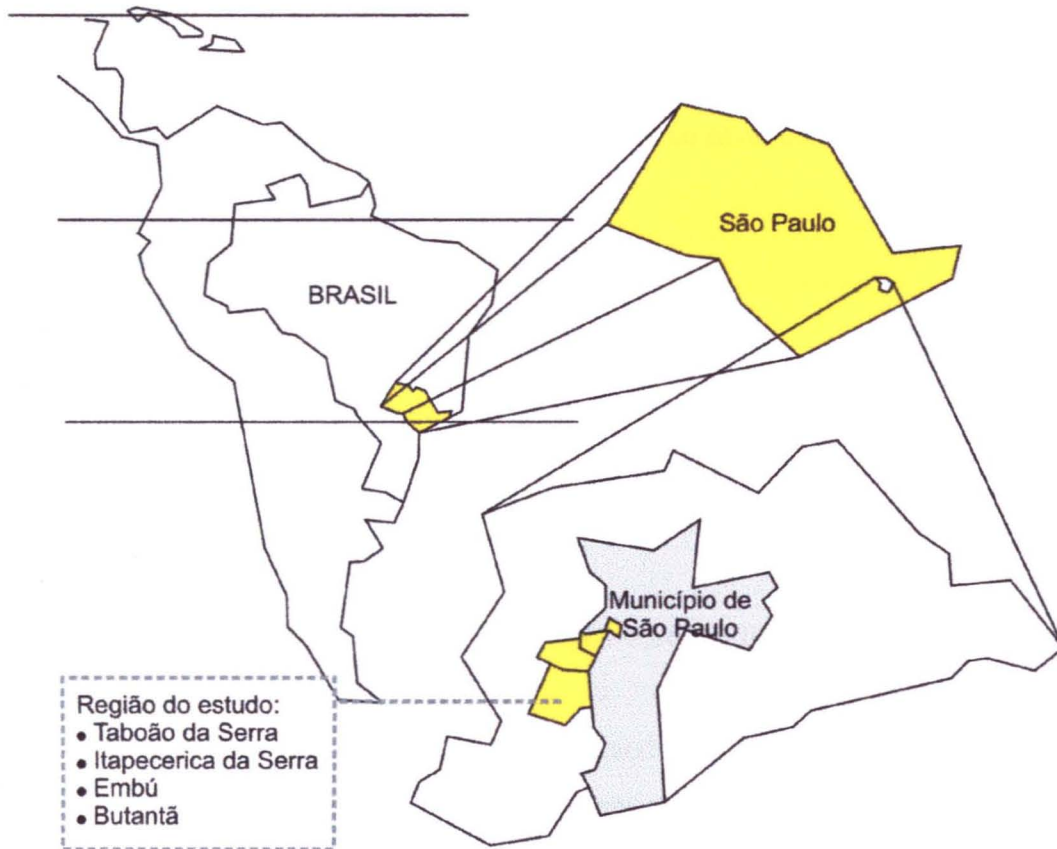 São Paulo
BRASIL
Município de
São Paulo
Região do estudo:
• Taboão da Serra
• Itapecerica da Serra
• Embú
• Butantã